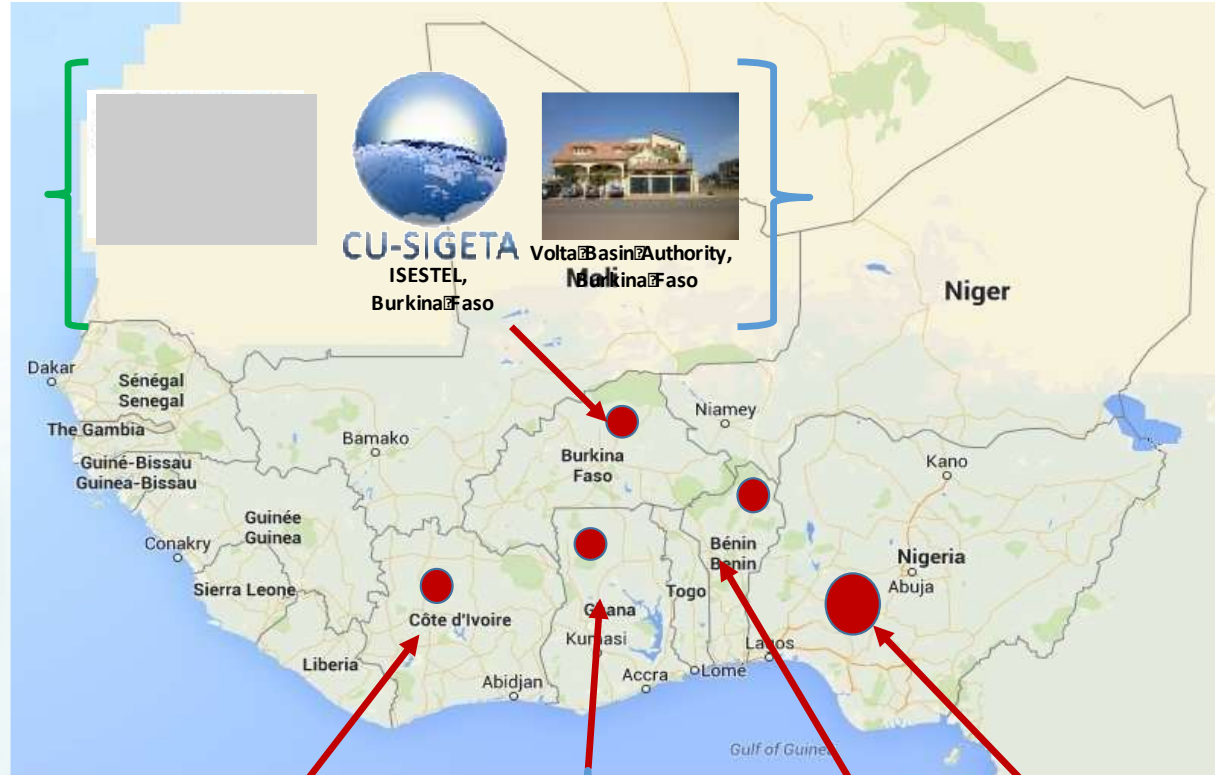 CU-SIGETA
ISESTEL,
Burkina Faso
Volta Basin Authority,
Burkina Faso
Mali
Niger
Dakar
Sénégal
Senegal
The Gambia
Bamako
Niamey
Guiné-Bissau
Guinea-Bissau
Burkina
Faso
Kano
Guinée
Guinea
Conakry
Bénin
Benin
Nigeria
Abuja
Sierra Leone
Togo
Côte d'Ivoire
Ghana
Kumasi
Lagos
Liberia
Abidjan
Accra
Lomé
Gulf of Guinea